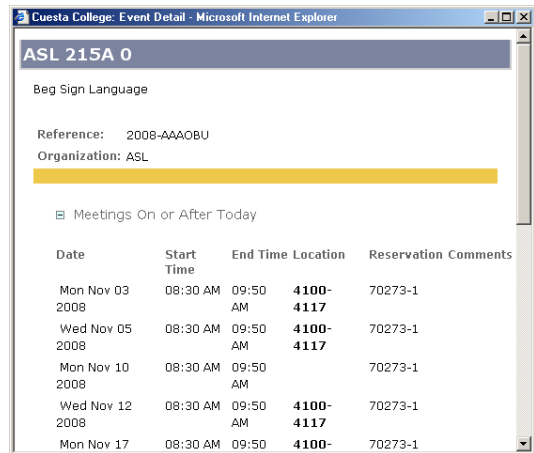 Cuesta College: Event Detail - Microsoft Internet Explorer
ASL 215A 0
Beg Sign Language
Reference: 2008-AAAOBU
Organization: ASL
Meetings On or After Today
Date Start Time End Time Location Reservation Comments
Mon Nov 03 2008 08:30 AM 09:50 AM 4100-4117 70273-1
Wed Nov 05 2008 08:30 AM 09:50 AM 4100-4117 70273-1
Mon Nov 10 2008 08:30 AM 09:50 AM 70273-1
Wed Nov 12 2008 08:30 AM 09:50 AM 4100-4117 70273-1
Mon Nov 17 08:30 AM 09:50 4100- 70273-1